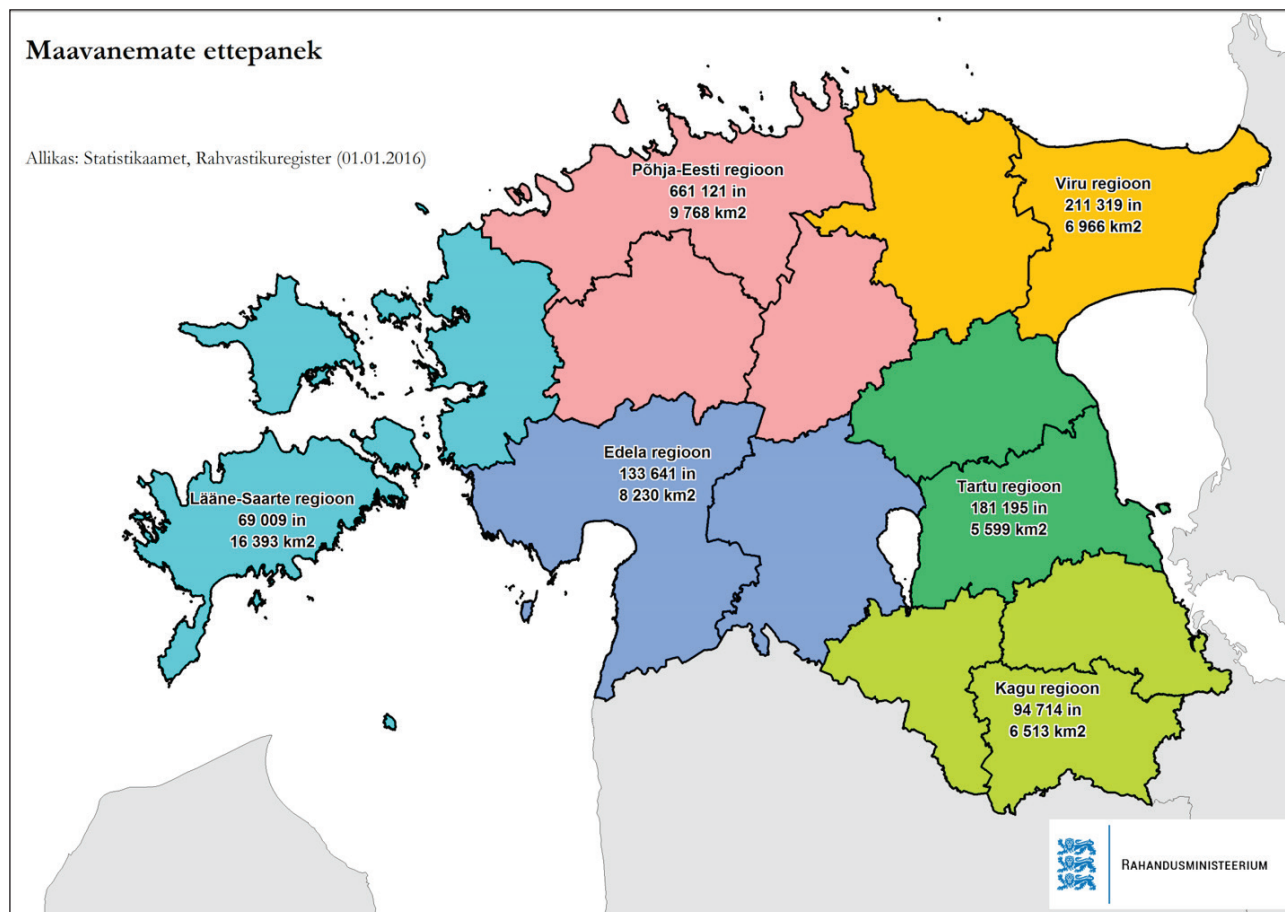 Maavanemate ettepanek
Allikas: Statistikaamet, Rahvastikuregister (01.01.2016)
Põhja-Eesti regioon
661 121 in
9 768 km2
Viru regioon
211 319 in
6 966 km2
Lääne-Saarte regioon
69 009 in
16 393 km2
Edela regioon
133 641 in
8 230 km2
Tartu regioon
181 195 in
5 599 km2
Kagu regioon
94 714 in
6 513 km2
RAHANDUSMINISTEERIUM